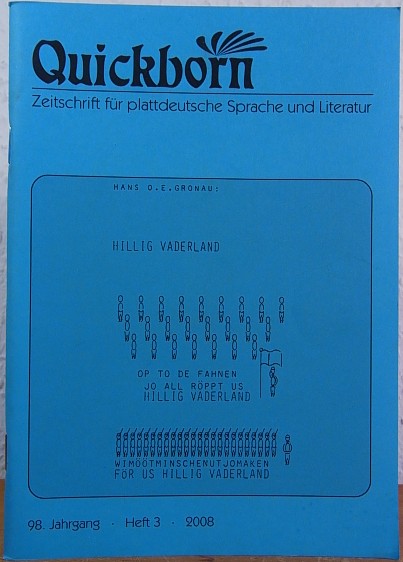 Quickborn
Zeitschrift für plattdeutsche Sprache und Literatur
HANS O.E.GRONAU:
HILLIG VADERLAND
OP TO DE FAHNEN
JO ALL RÖPPT US
HILLIG VADERLAND
WIMÖÖTMINSCHENUTJOMAKEN
FÖR US HILLIG VADERLAND
98. Jahrgang · Heft 3 · 2008